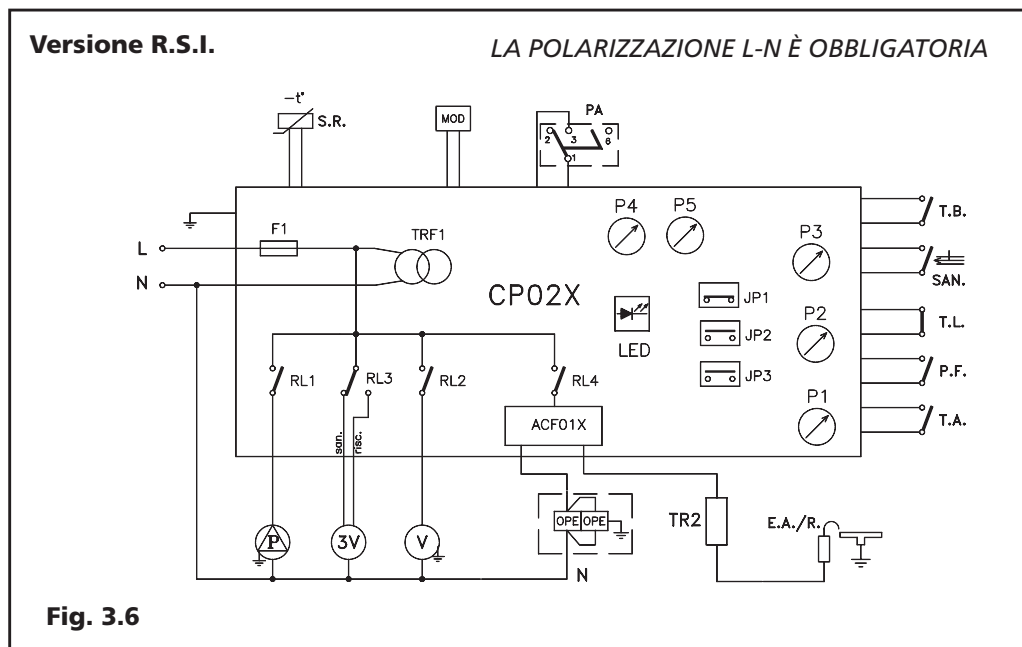 Versione R.S.I.
LA POLARIZZAZIONE L-N È OBBLIGATORIA
-t°
S.R.
MOD
PA
2 3 6
1
P4 P5
P3
T.B.
SAN.
F1
TRF1
L
N
CP02X
LED
JP1
JP2
JP3
P2
T.L.
P.F.
P1
T.A.
RL1
RL3
RL2
RL4
san.
risc.
ACF01X
P
3V
V
OPE OPE
N
TR2
E.A./R.
Fig. 3.6